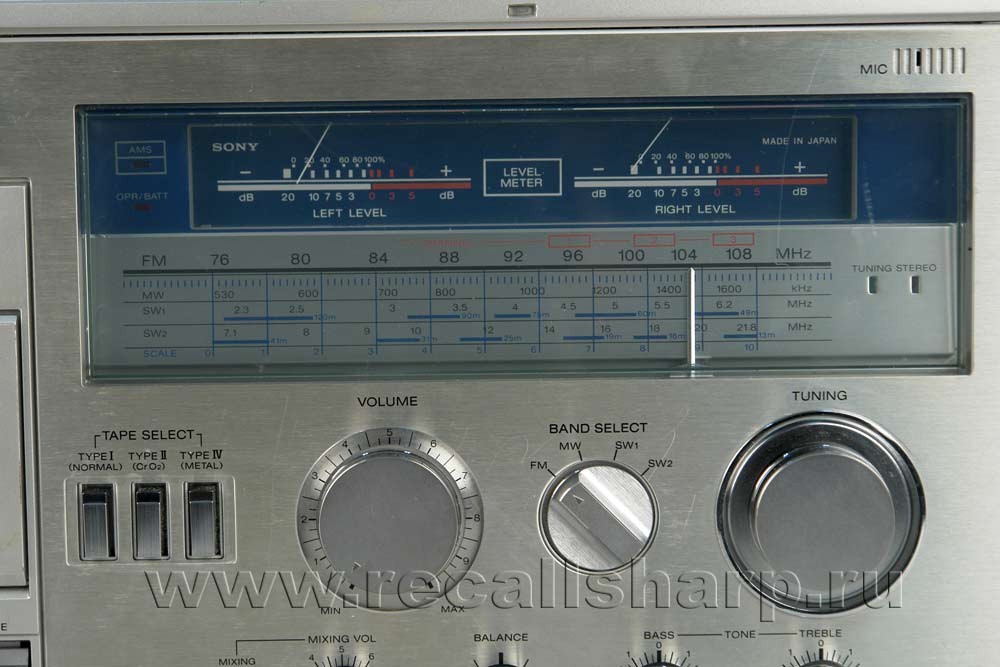 MIC
AMS
OPR/BATT
SONY
MADE IN JAPAN
0 20 40 60 80 100%
− +
dB 20 10 7 5 3 0 3 5 dB
LEFT LEVEL
LEVEL METER
0 20 40 60 80 100%
− +
dB 20 10 7 5 3 0 3 5 dB
RIGHT LEVEL
1 2 3
FM 76 80 84 88 92 96 100 104 108 MHz
MW 530 600 700 800 1000 1200 1400 1600 kHz
SW1 2.3 2.5 120m 3 3.5 90m 4 75m 4.5 5 60m 5.5 6.2 49m MHz
SW2 7.1 41m 8 9 10 31m 12 25m 14 16 19m 18 16m 20 21.8 13m MHz
SCALE 0 1 2 3 4 5 6 7 8 9 10
TUNING STEREO
TAPE SELECT
TYPE I TYPE II TYPE IV
(NORMAL) (CrO₂) (METAL)
VOLUME
2 3 4 5 6 7 8 9
MIN MAX
BAND SELECT
FM MW SW1 SW2
TUNING
www.recallsharp.ru
MIXING VOL
MIXING
4 5 6
BALANCE
BASS TONE TREBLE
0 0